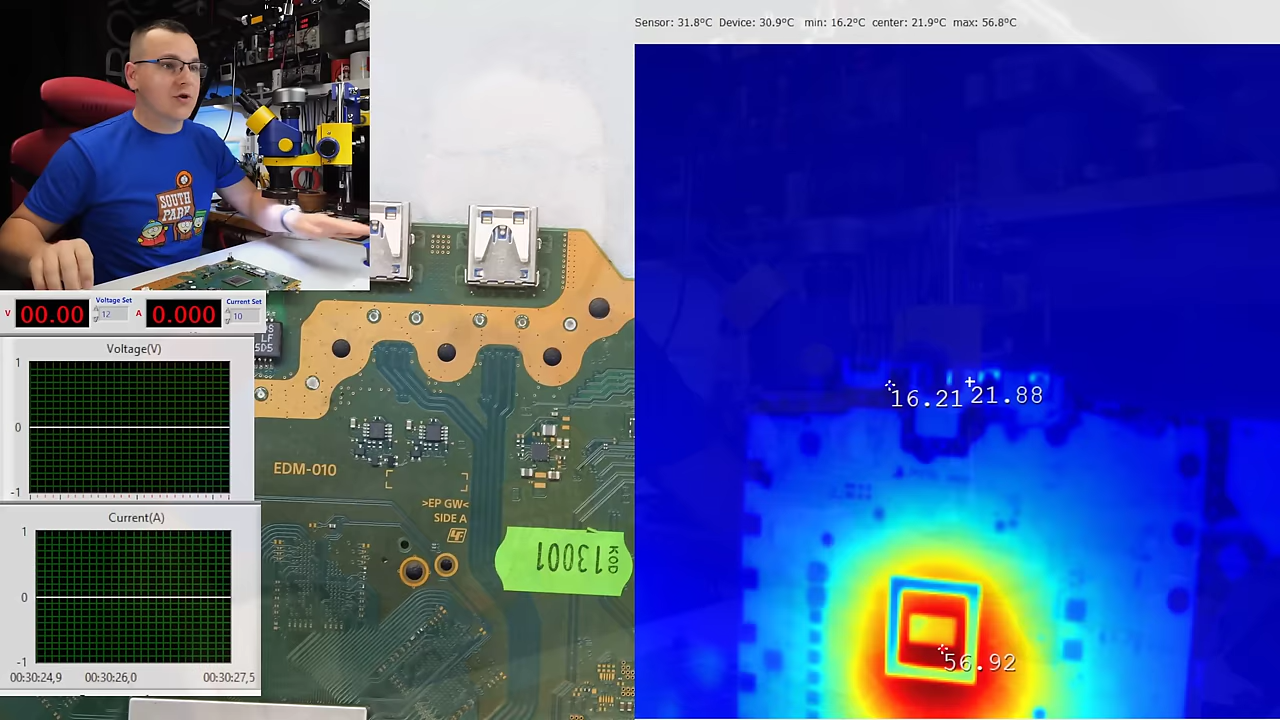 Sensor: 31.8°C Device: 30.9°C min: 16.2°C center: 21.9°C max: 56.8°C
SOUTH
PARK
V 00.00 Voltage Set 12 A 0.000 Current Set 10
LF
5D5
Voltage(V)
1
0
-1
Current(A)
1
0
-1
00:30:24,9 00:30:26,0 00:30:27,5
EDM-010
>EP GW<
SIDE A
KOD
13001
16.21 21.88
56.92